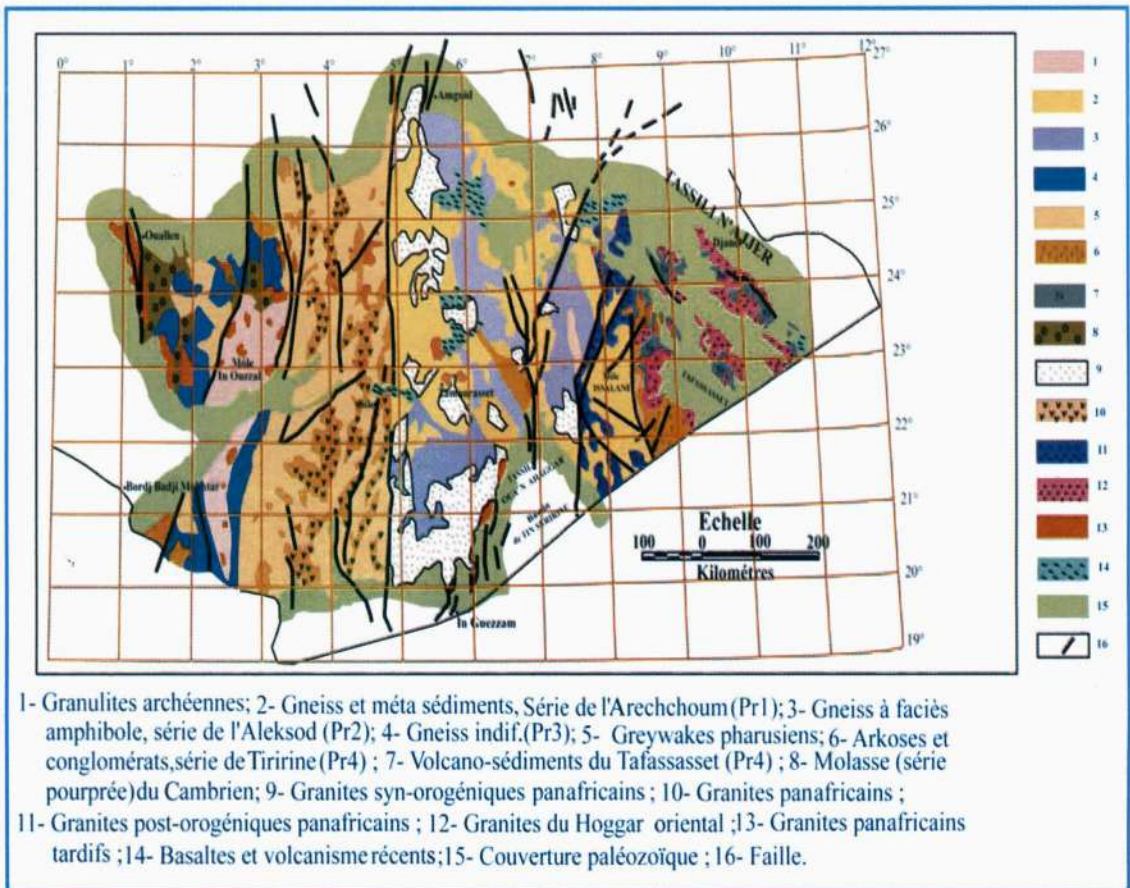 0° 1° 2° 3° 4° 5° 6° 7° 8° 9° 10° 11° 12°
27°
Amguid
26°
25°
TASSILI N'AJJER
Ouallen
Djanet
24°
23°
Môle
In Ouzzal
ISSALANE
TAFASSASSET
22°
Bordj Badji Mokhtar
TASSILI
OUA'N AHAGGAR
21°
Echelle
100 0 100 200
Kilométres
20°
In Guezzam
19°
1
2
3
4
5
6
7
8
9
10
11
12
13
14
15
16
1- Granulites archéennes; 2- Gneiss et méta sédiments, Série de l'Arechchoum (Pr1); 3- Gneiss à faciès
amphibole, série de l'Aleksod (Pr2); 4- Gneiss indif.(Pr3); 5- Greywakes pharusiens; 6- Arkoses et
conglomérats,série de Tiririne (Pr4) ; 7- Volcano-sédiments du Tafassasset (Pr4) ; 8- Molasse (série
pourprée)du Cambrien; 9- Granites syn-orogéniques panafricains ; 10- Granites panafricains ;
11- Granites post-orogéniques panafricains ; 12- Granites du Hoggar oriental ;13- Granites panafricains
tardifs ;14- Basaltes et volcanisme récents;15- Couverture paléozoïque ; 16- Faille.